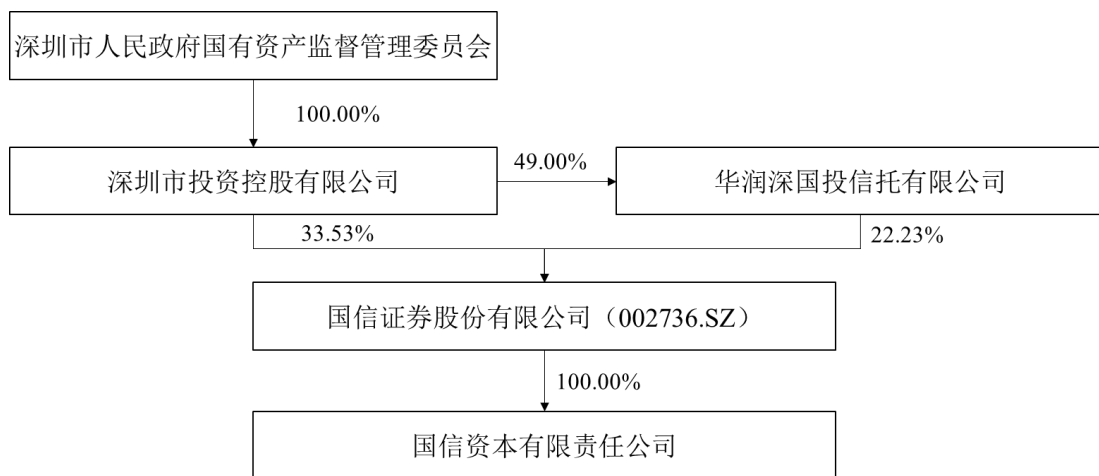 深圳市人民政府国有资产监督管理委员会
100.00%
深圳市投资控股有限公司
49.00%
华润深国投信托有限公司
33.53%
22.23%
国信证券股份有限公司（002736.SZ）
100.00%
国信资本有限责任公司